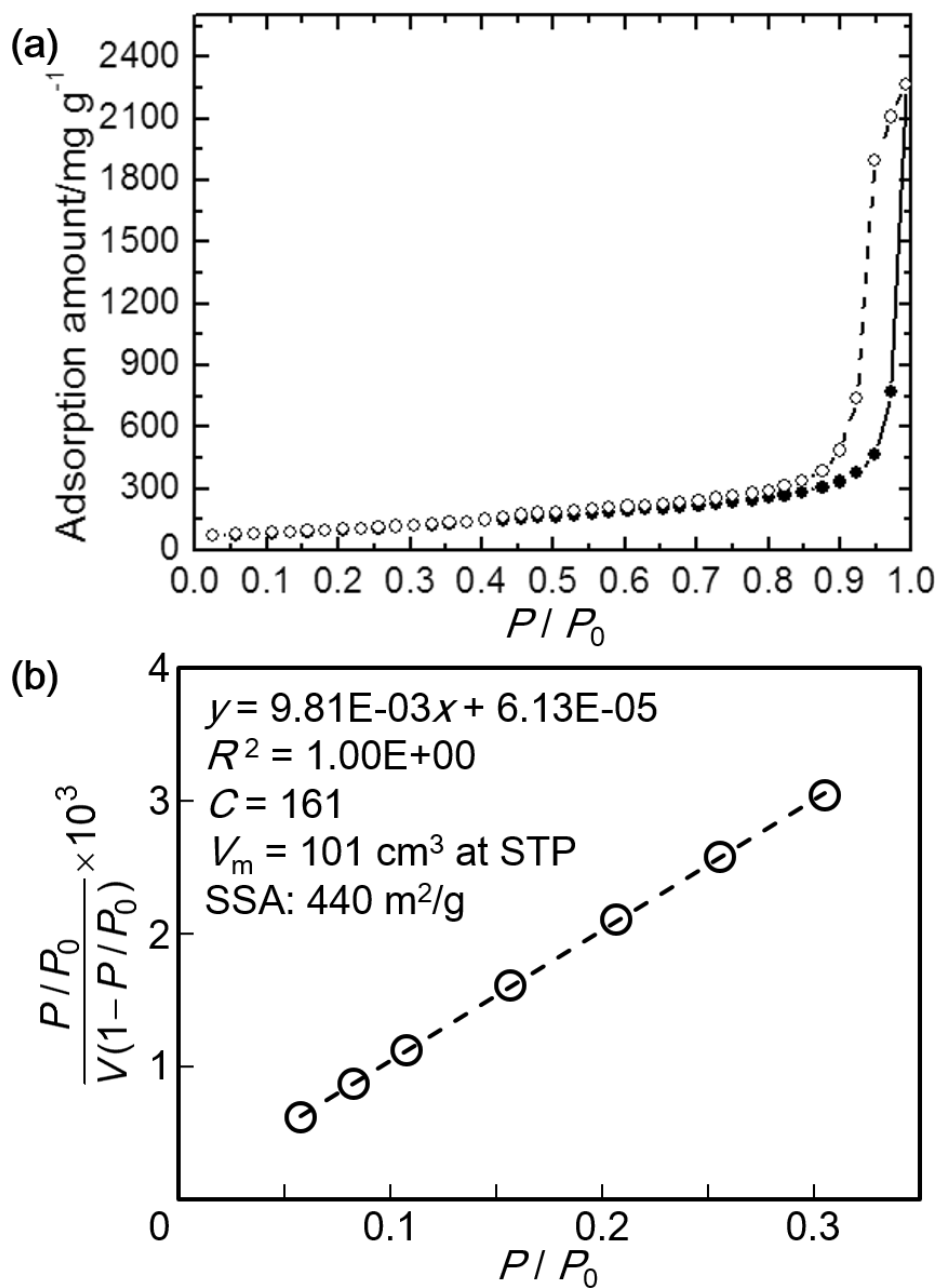 (a)
Adsorption amount/mg g⁻¹
2400
2100
1800
1500
1200
900
600
300
0
0.0 0.1 0.2 0.3 0.4 0.5 0.6 0.7 0.8 0.9 1.0
P / P₀
(b)
P / P₀
V(1− P / P₀)
×10³
4
3
2
1
y = 9.81E-03x + 6.13E-05
R² = 1.00E+00
C = 161
Vₘ = 101 cm³ at STP
SSA: 440 m²/g
0 0.1 0.2 0.3
P / P₀